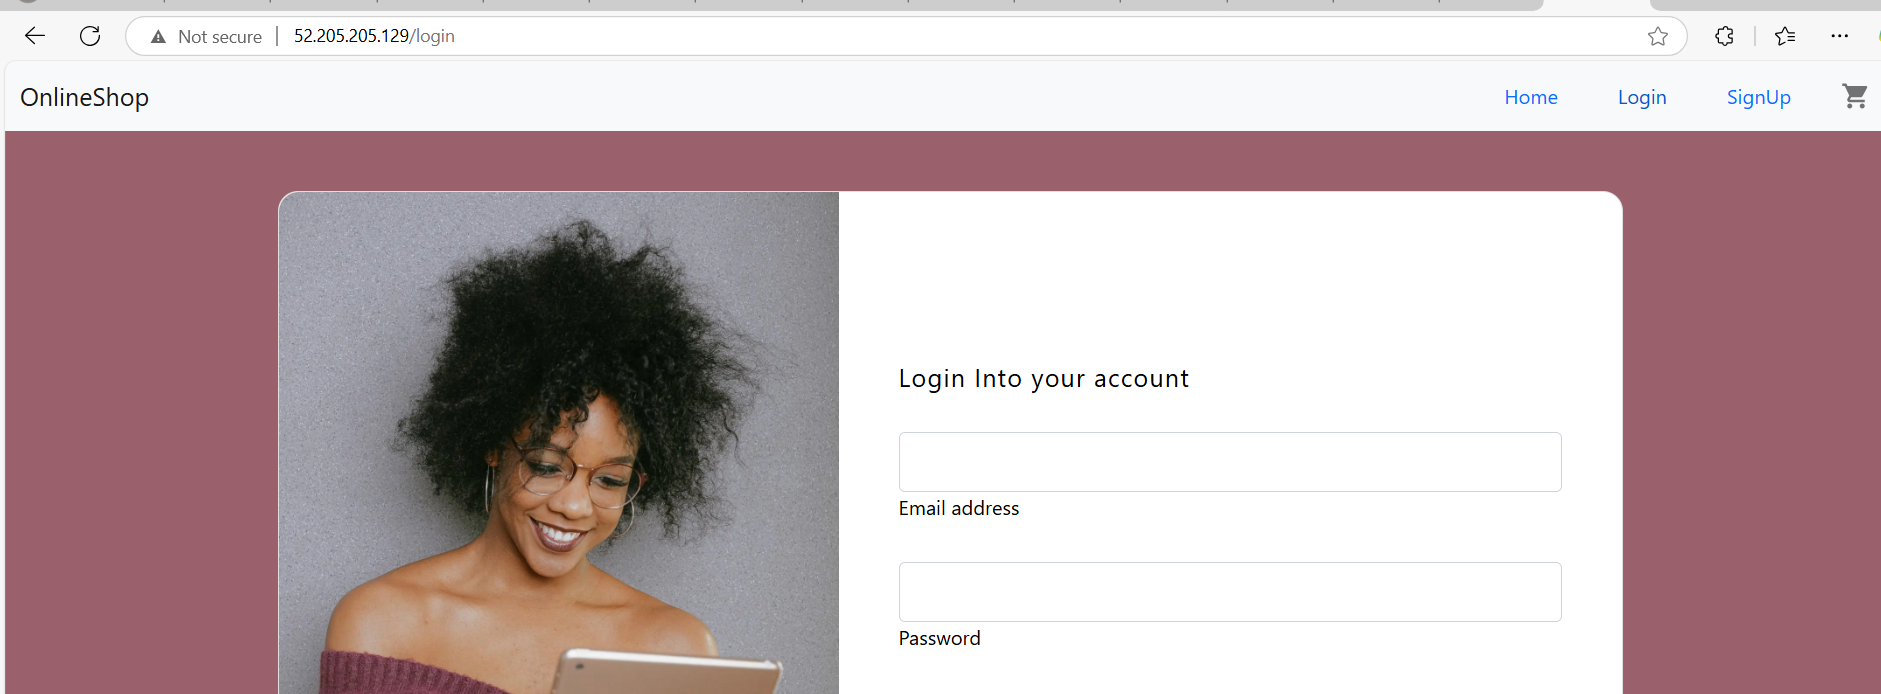 Not secure | 52.205.205.129/login
OnlineShop
Home Login SignUp
Login Into your account
Email address
Password